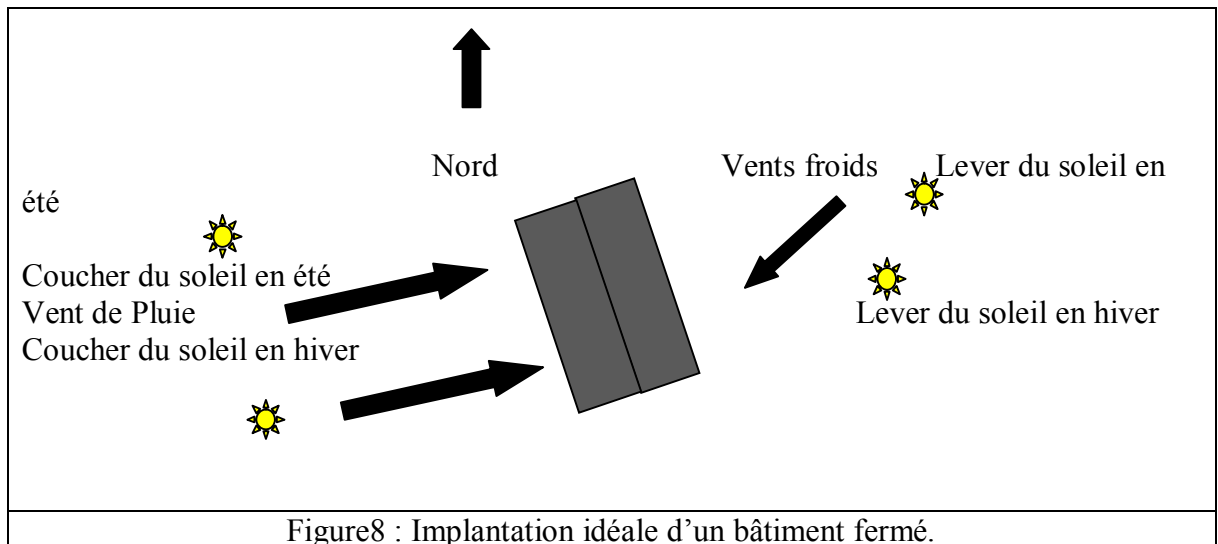 Nord Vents froids Lever du soleil en
été
Coucher du soleil en été
Vent de Pluie
Lever du soleil en hiver
Coucher du soleil en hiver
Figure8 : Implantation idéale d’un bâtiment fermé.